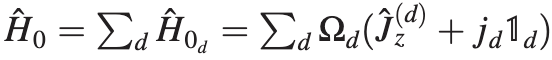 Ĥ₀ = ∑_d Ĥ_{0_d} = ∑_d Ω_d(Ĵ_z^{(d)} + j_d 𝟙_d)